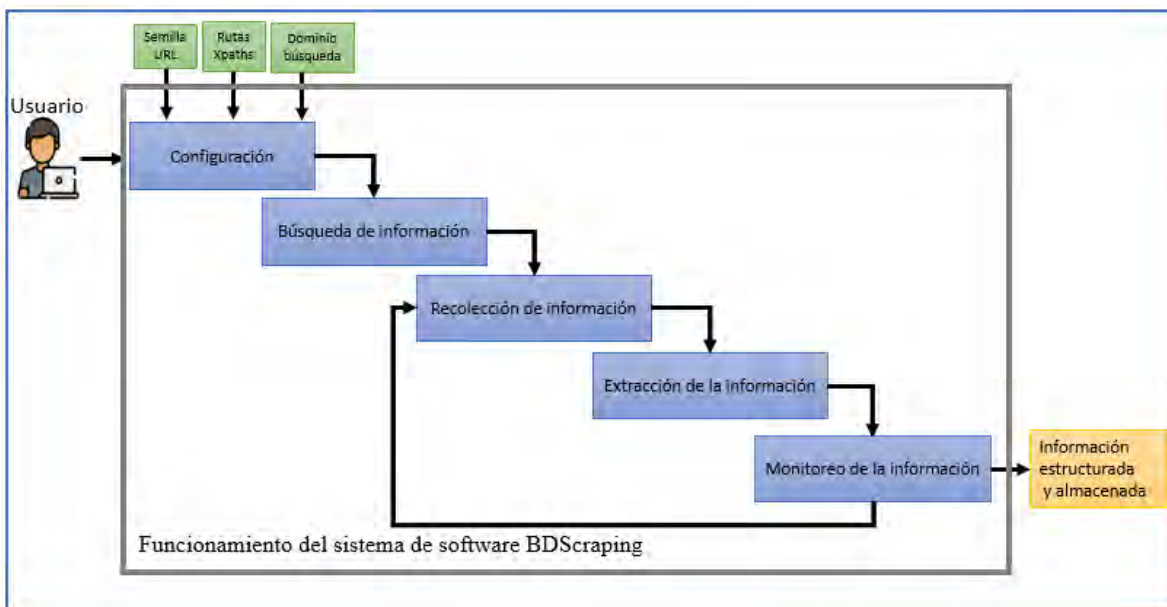 Semilla
URL
Rutas
Xpaths
Dominio
búsqueda
Usuario
Configuración
Búsqueda de información
Recolección de información
Extracción de la información
Monitoreo de la información
Información
estructurada
y almacenada
Funcionamiento del sistema de software BDScraping